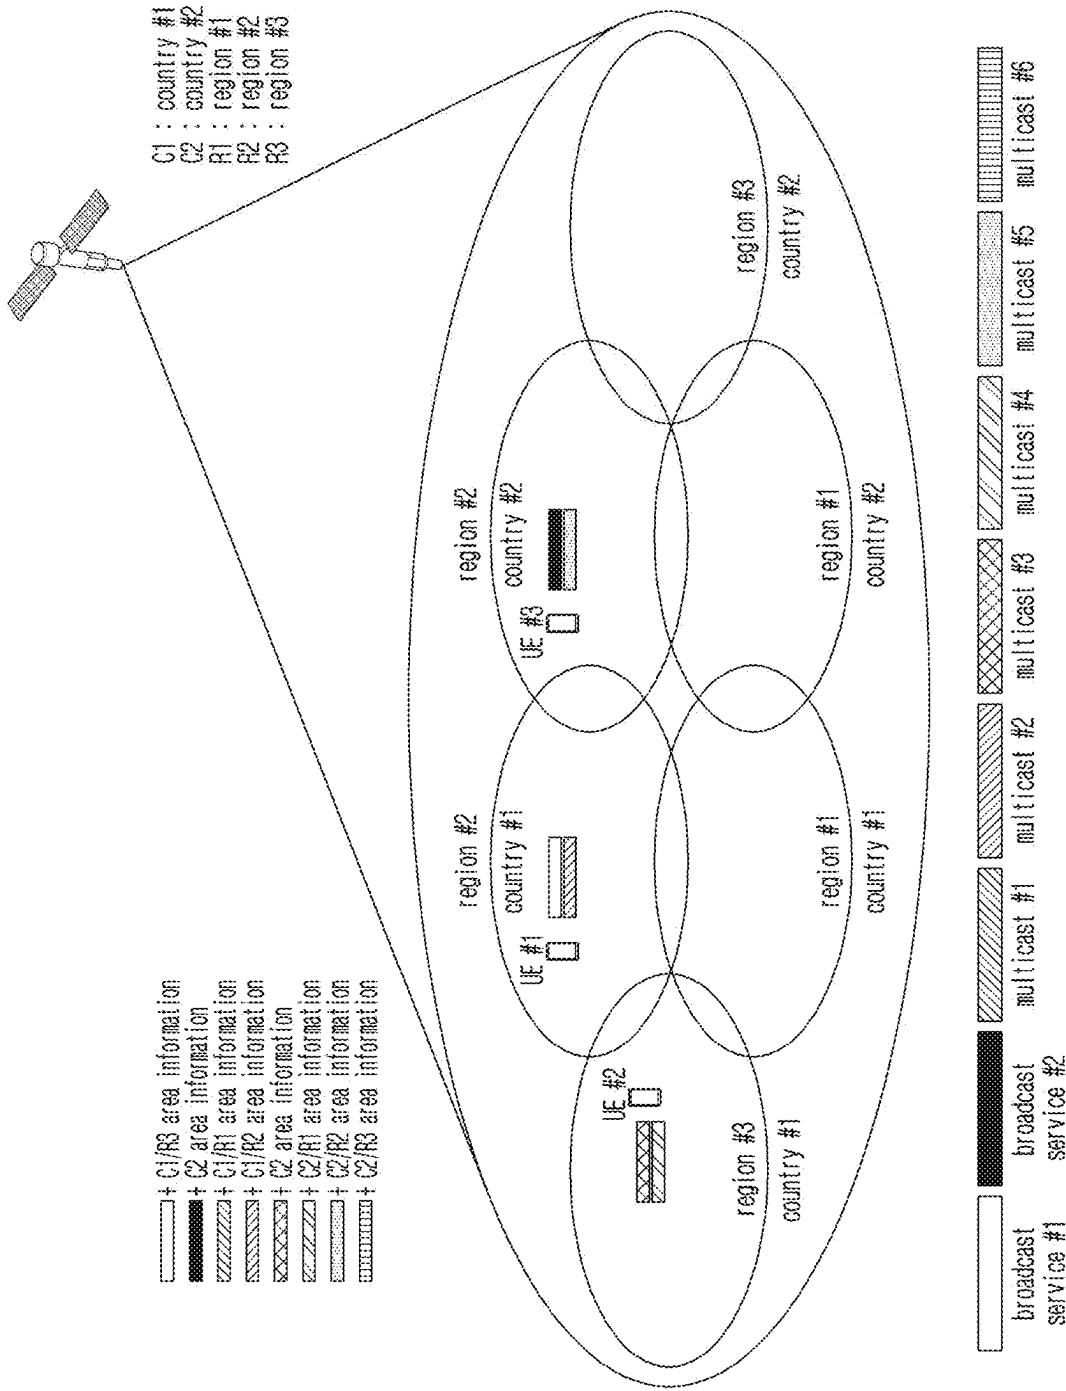 C1 : country #1
C2 : country #2
R1 : region #1
R2 : region #2
R3 : region #3
+ C1/R3 area information
+ C2 area information
+ C1/R1 area information
+ C1/R2 area information
+ C2 area information
+ C2/R1 area information
+ C2/R2 area information
+ C2/R3 area information
region #2
country #1
UE #1
region #2
country #2
UE #3
UE #2
region #3
country #1
region #1
country #1
region #1
country #2
region #3
country #2
broadcast
service #1
broadcast
service #2
multicast #1
multicast #2
multicast #3
multicast #4
multicast #5
multicast #6